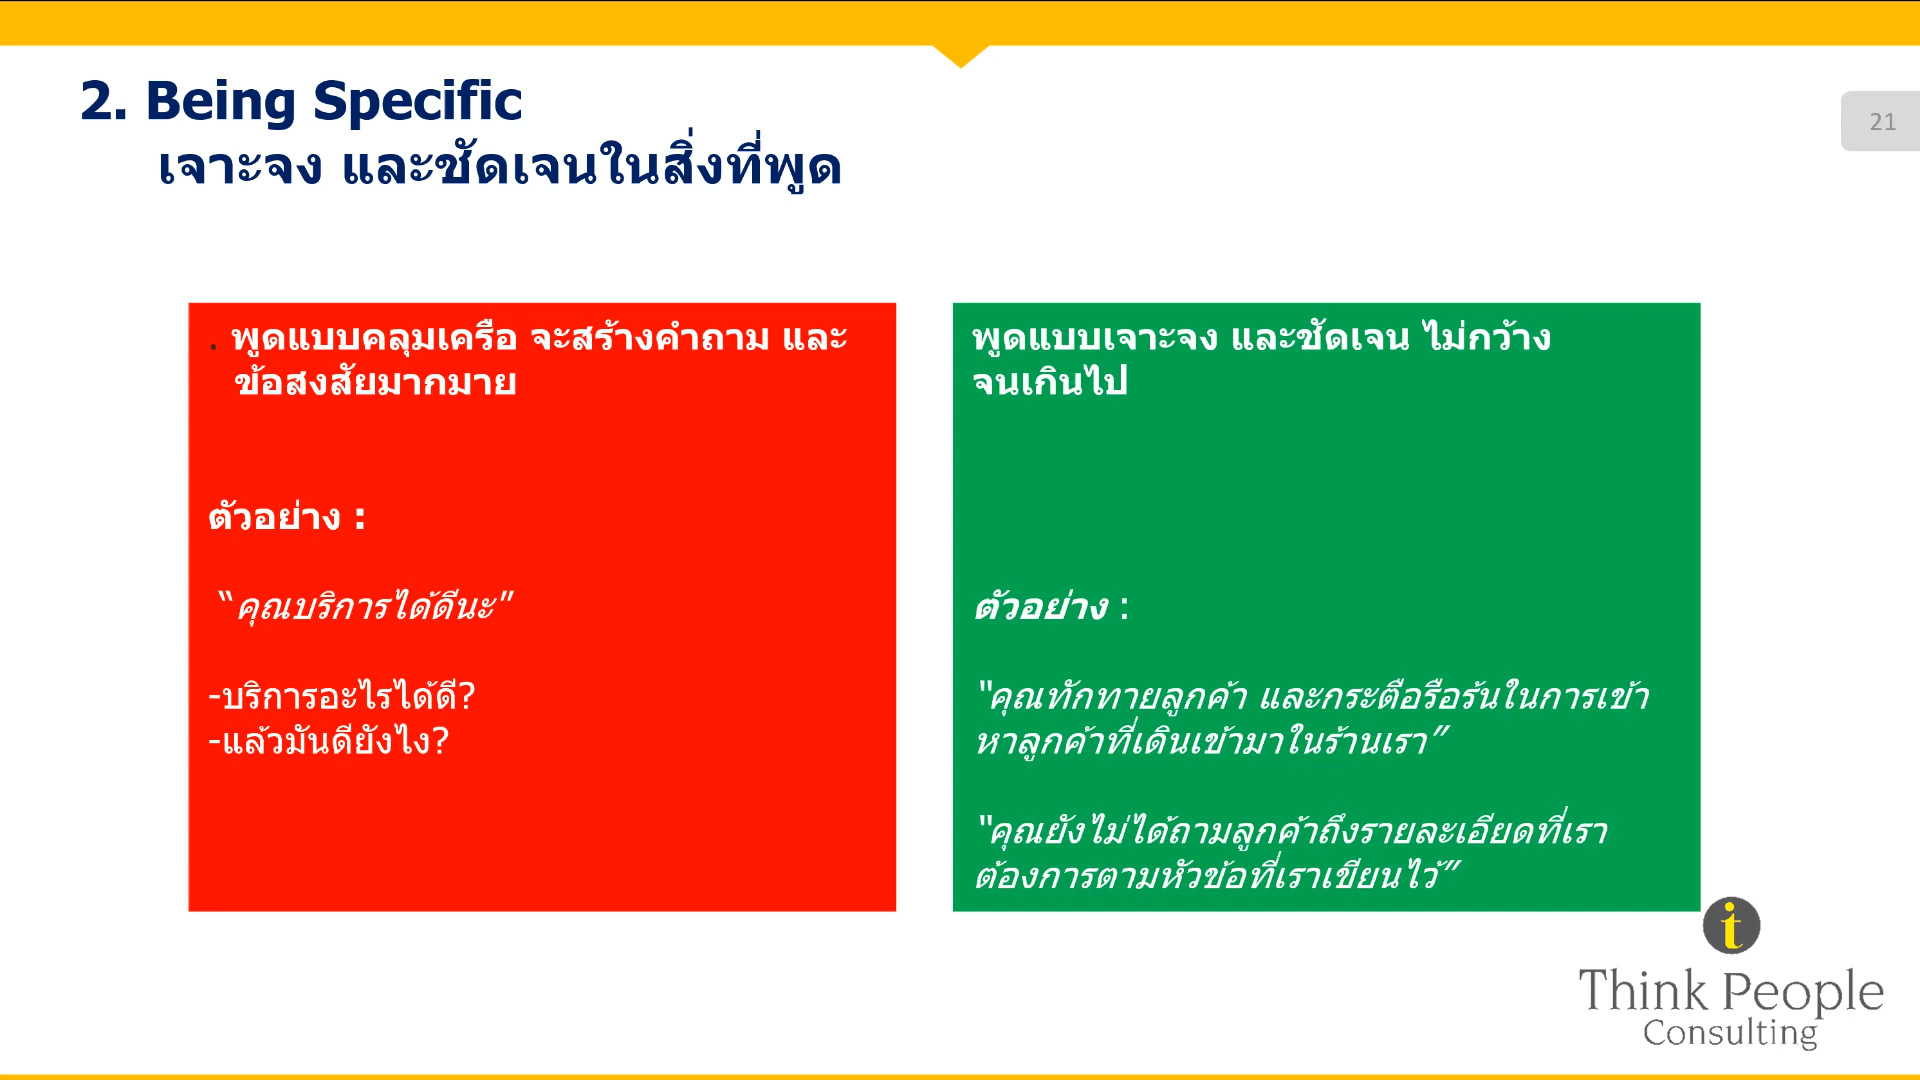 2. Being Specific
เจาะจง และชัดเจนในสิ่งที่พูด
21
. พูดแบบคลุมเครือ จะสร้างคำถาม และ
ข้อสงสัยมากมาย
ตัวอย่าง :
“คุณบริการได้ดีนะ”
-บริการอะไรได้ดี?
-แล้วมันดียังไง?
พูดแบบเจาะจง และชัดเจน ไม่กว้าง
จนเกินไป
ตัวอย่าง :
“คุณทักทายลูกค้า และกระตือรือร้นในการเข้า
หาลูกค้าที่เดินเข้ามาในร้านเรา”
“คุณยังไม่ได้ถามลูกค้าถึงรายละเอียดที่เรา
ต้องการตามหัวข้อที่เราเขียนไว้”
i
Think People
Consulting